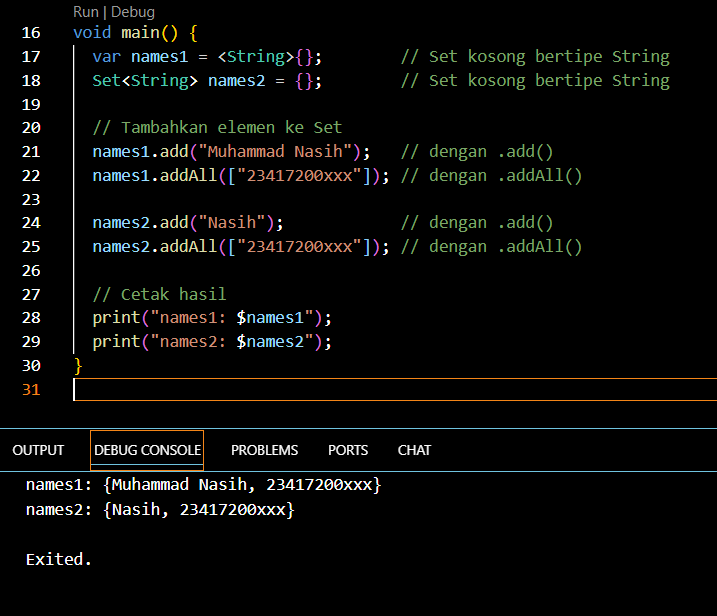 Run | Debug
16 void main() {
17 var names1 = <String>{}; // Set kosong bertipe String
18 Set<String> names2 = {}; // Set kosong bertipe String
19
20 // Tambahkan elemen ke Set
21 names1.add("Muhammad Nasih"); // dengan .add()
22 names1.addAll(["23417200xxx"]); // dengan .addAll()
23
24 names2.add("Nasih"); // dengan .add()
25 names2.addAll(["23417200xxx"]); // dengan .addAll()
26
27 // Cetak hasil
28 print("names1: $names1");
29 print("names2: $names2");
30 }
31
OUTPUT DEBUG CONSOLE PROBLEMS PORTS CHAT
names1: {Muhammad Nasih, 23417200xxx}
names2: {Nasih, 23417200xxx}
Exited.